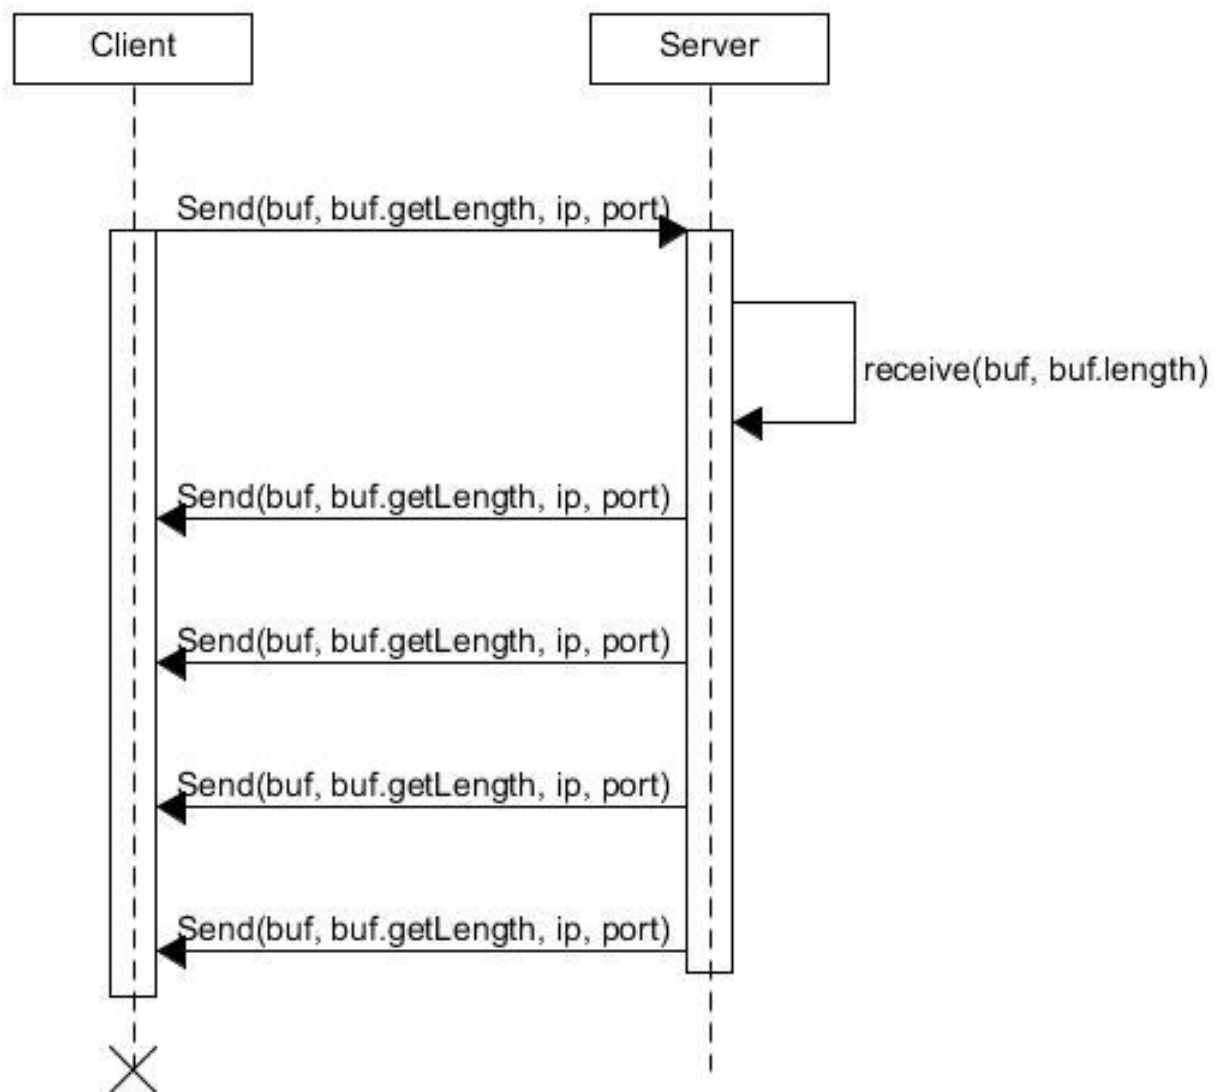 Client
Server
Send(buf, buf.getLength, ip, port)
receive(buf, buf.length)
Send(buf, buf.getLength, ip, port)
Send(buf, buf.getLength, ip, port)
Send(buf, buf.getLength, ip, port)
Send(buf, buf.getLength, ip, port)